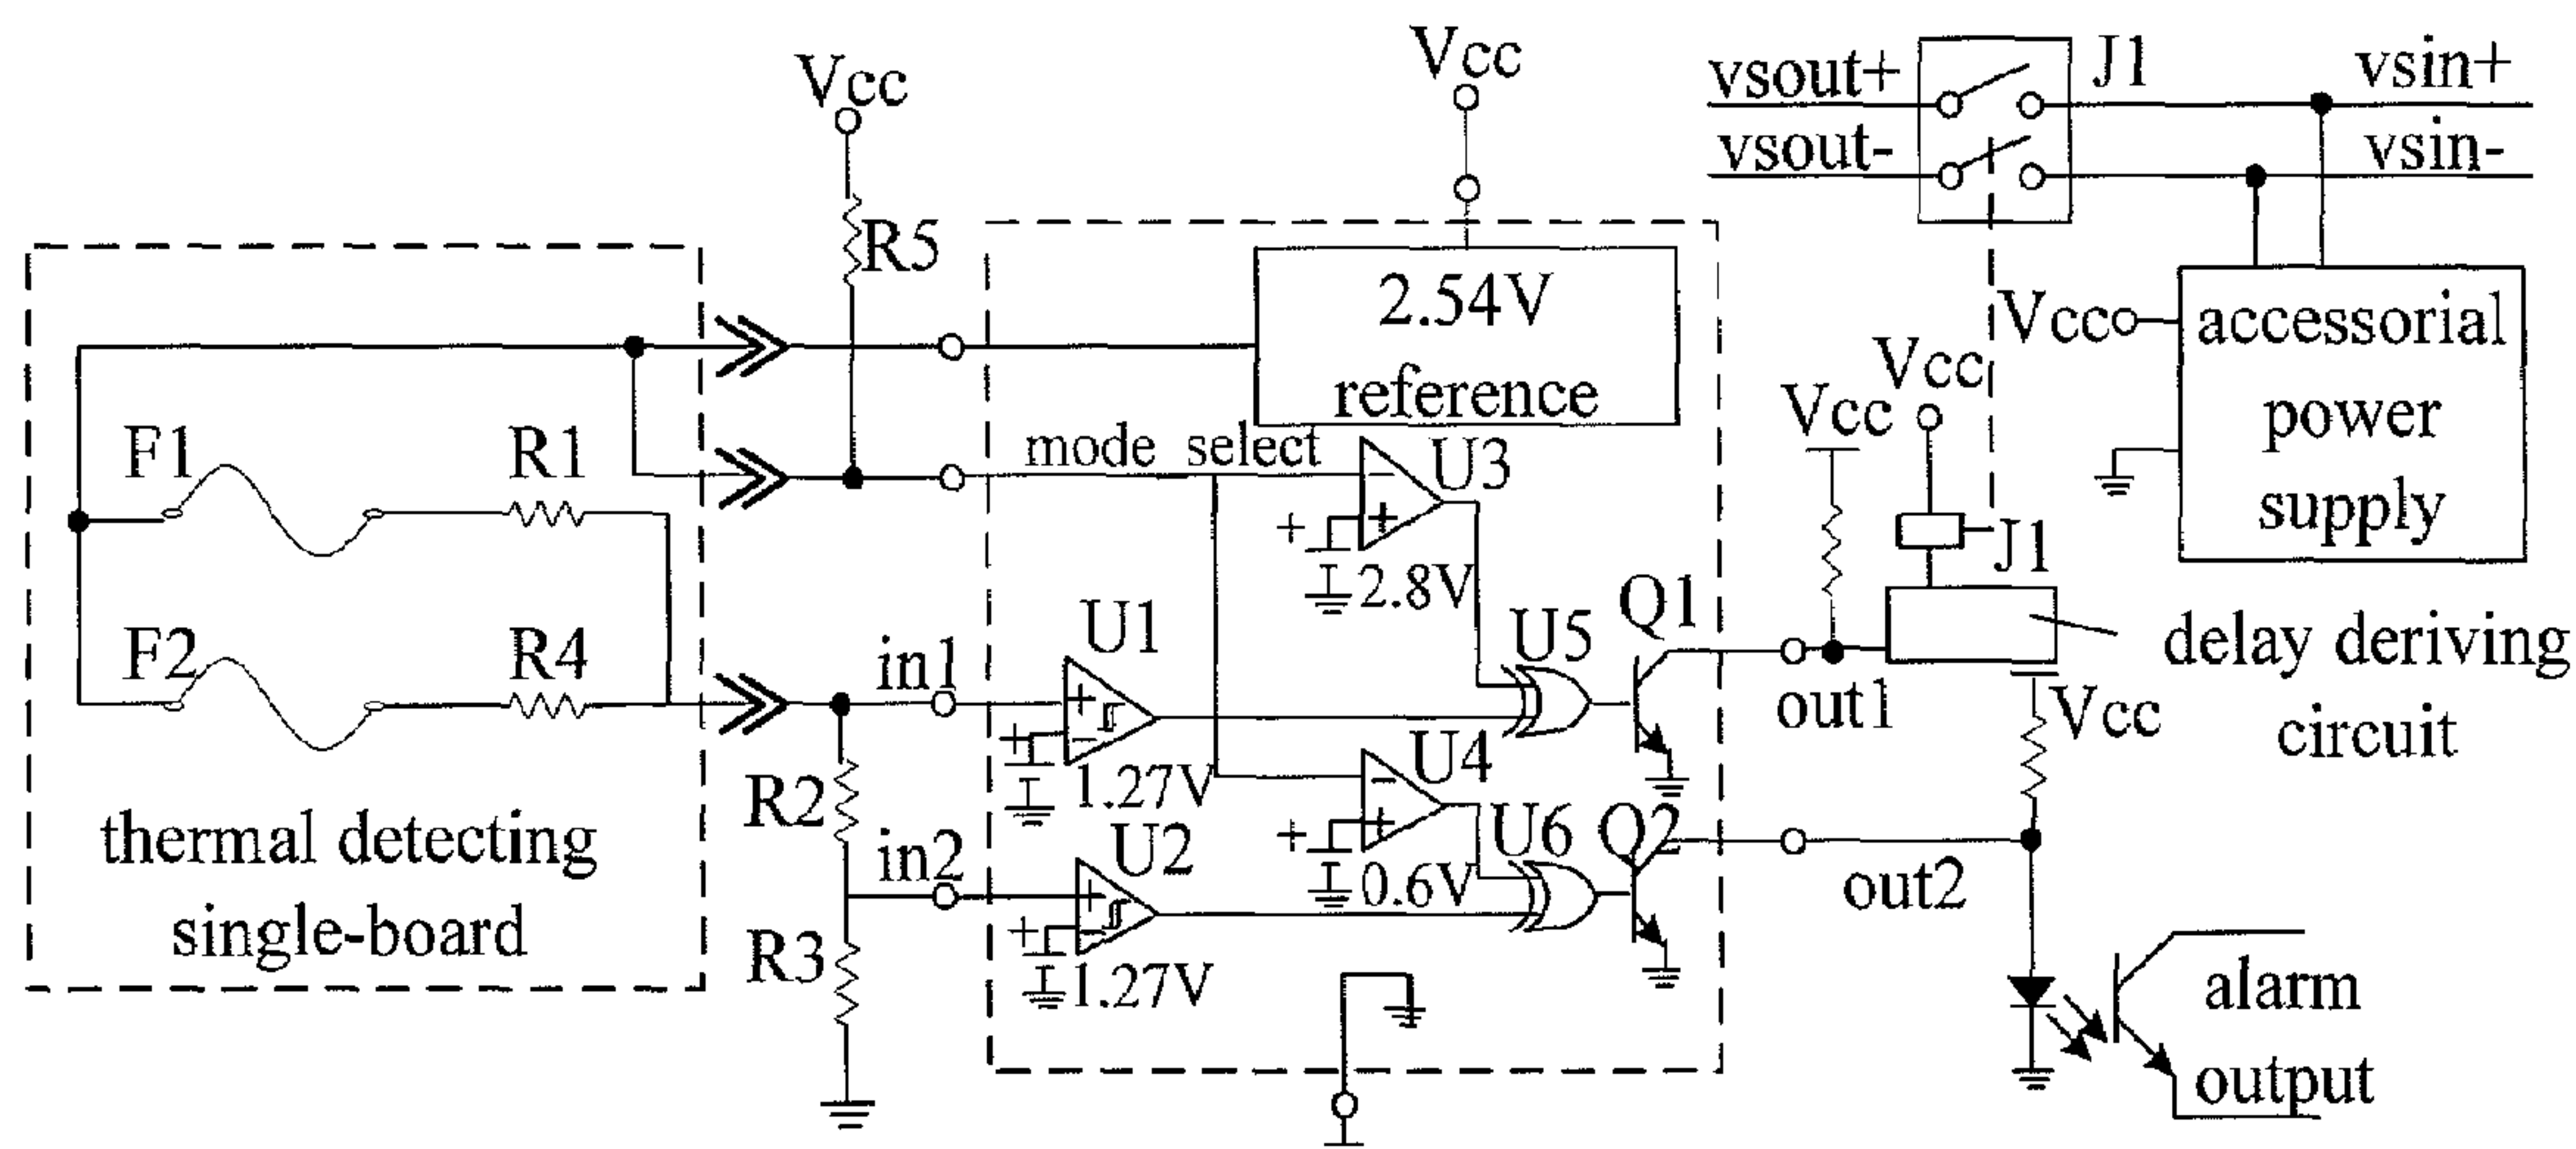 Vcc
Vcc
vsout+
J1
vsin+
vsout-
vsin-
R5
2.54V
reference
Vcc
accessorial
power
supply
Vcc
Vcc
F1
R1
mode select
U3
2.8V
J1
F2
R4
in1
U1
1.27V
U5
Q1
out1
delay deriving
circuit
Vcc
thermal detecting
single-board
R2
in2
U2
U4
0.6V
U6
Q2
out2
R3
1.27V
alarm
output